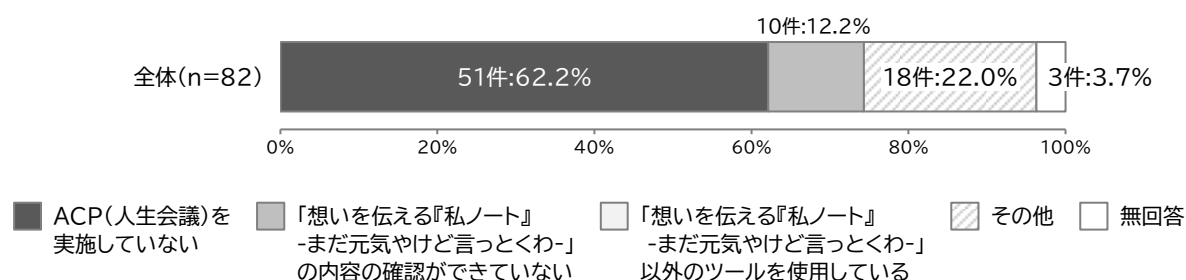 10件:12.2%
全体(n=82)
51件:62.2%
18件:22.0%
3件:3.7%
0%
20%
40%
60%
80%
100%
ACP(人生会議)を
実施していない
「想いを伝える『私ノート』
-まだ元気やけど言っとくわ-」
の内容の確認ができていない
「想いを伝える『私ノート』
-まだ元気やけど言っとくわ-」
以外のツールを使用している
その他
無回答